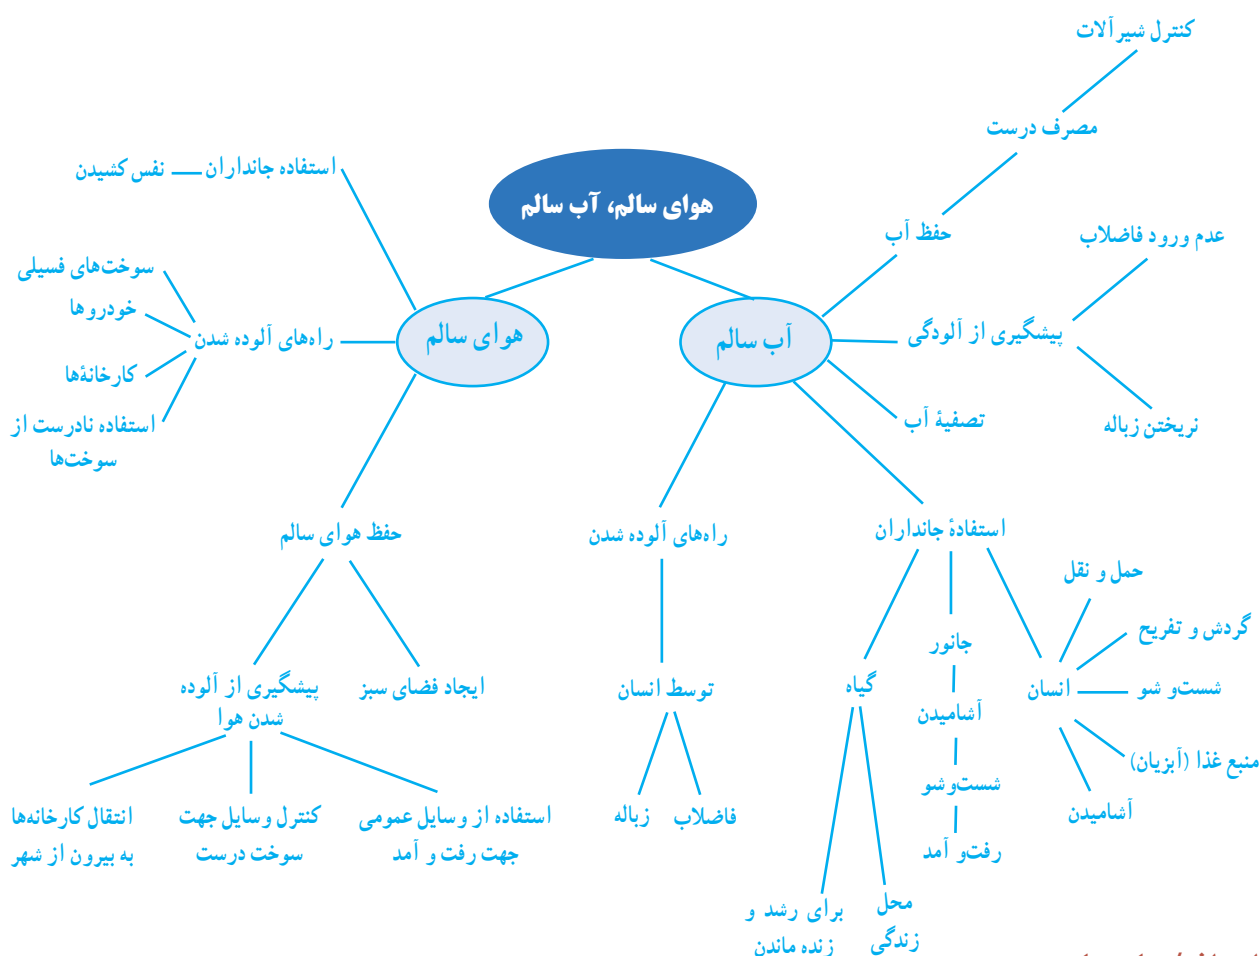 کنترل شیرآلات
مصرف درست
حفظ آب
هوای سالم، آب سالم
استفاده جانداران
نفس کشیدن
عدم ورود فاضلاب
پیشگیری از آلودگی
نریختن زباله
تصفیهٔ آب
آب سالم
هوای سالم
راه‌های آلوده شدن
سوخت‌های فسیلی
خودروها
کارخانهٔ‌ها
استفاده نادرست از
سوخت‌ها
استفادهٔ جانداران
حمل و نقل
گردش و تفریح
شست‌و شو
منبع غذا (آبزیان)
آشامیدن
انسان
جانور
آشامیدن
شست‌وشو
رفت‌و آمد
گیاه
محل
زندگی
برای رشد و
زنده ماندن
راه‌های آلوده شدن
توسط انسان
فاضلاب
زباله
حفظ هوای سالم
ایجاد فضای سبز
پیشگیری از آلوده
شدن هوا
استفاده از وسایل عمومی
جهت رفت و آمد
کنترل وسایل جهت
سوخت درست
انتقال کارخانه‌ها
به بیرون از شهر